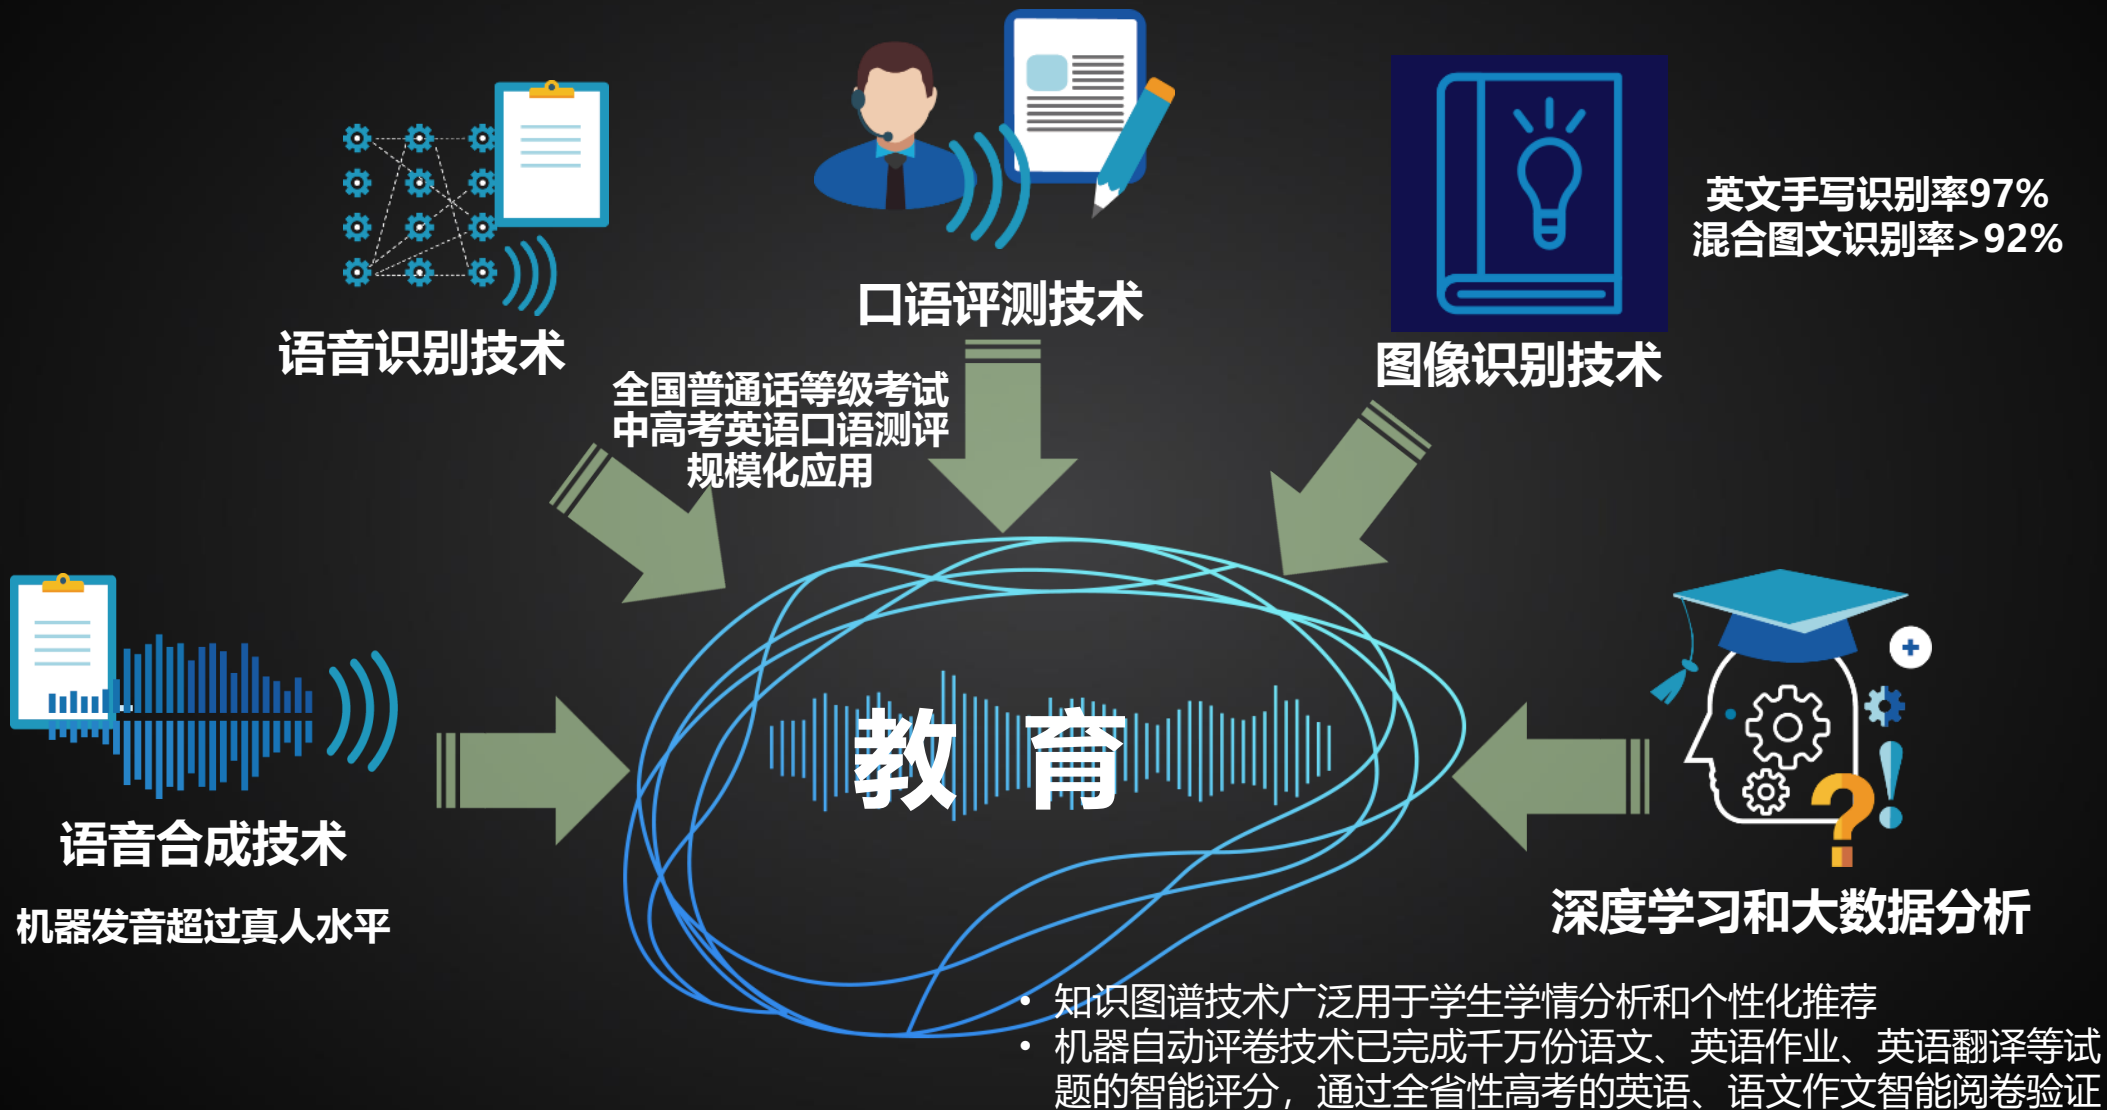 英文手写识别率97%
混合图文识别率>92%
口语评测技术
语音识别技术
图像识别技术
全国普通话等级考试
中高考英语口语测评
规模化应用
教 育
语音合成技术
机器发音超过真人水平
深度学习和大数据分析
• 知识图谱技术广泛用于学生学情分析和个性化推荐
• 机器自动评卷技术已完成千万份语文、英语作业、英语翻译等试
题的智能评分，通过全省性高考的英语、语文作文智能阅卷验证